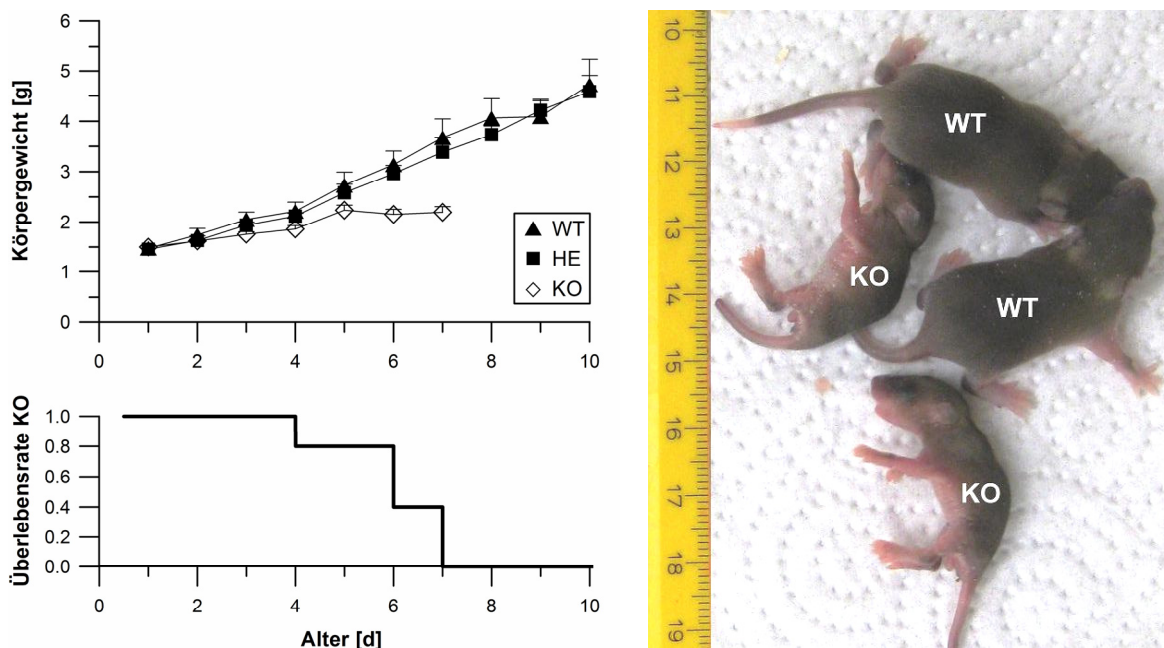 Körpergewicht [g]
6
5
4
3
2
1
0
WT
HE
KO
0 2 4 6 8 10
Überlebensrate KO
1.0
0.8
0.6
0.4
0.2
0.0
0 2 4 6 8 10
Alter [d]
10
11
12
13
14
15
16
17
18
19
WT
KO
WT
KO